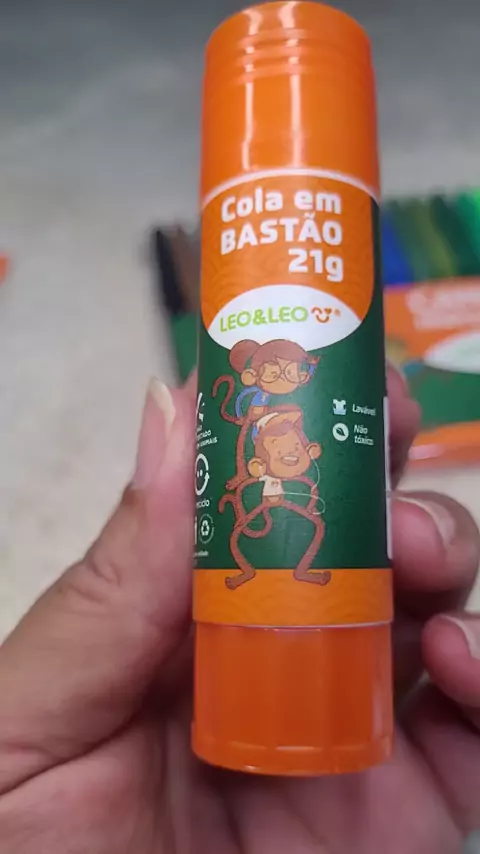 Cola em
BASTÃO
21g
LEO&LEO
Lavável
Não
tóxico